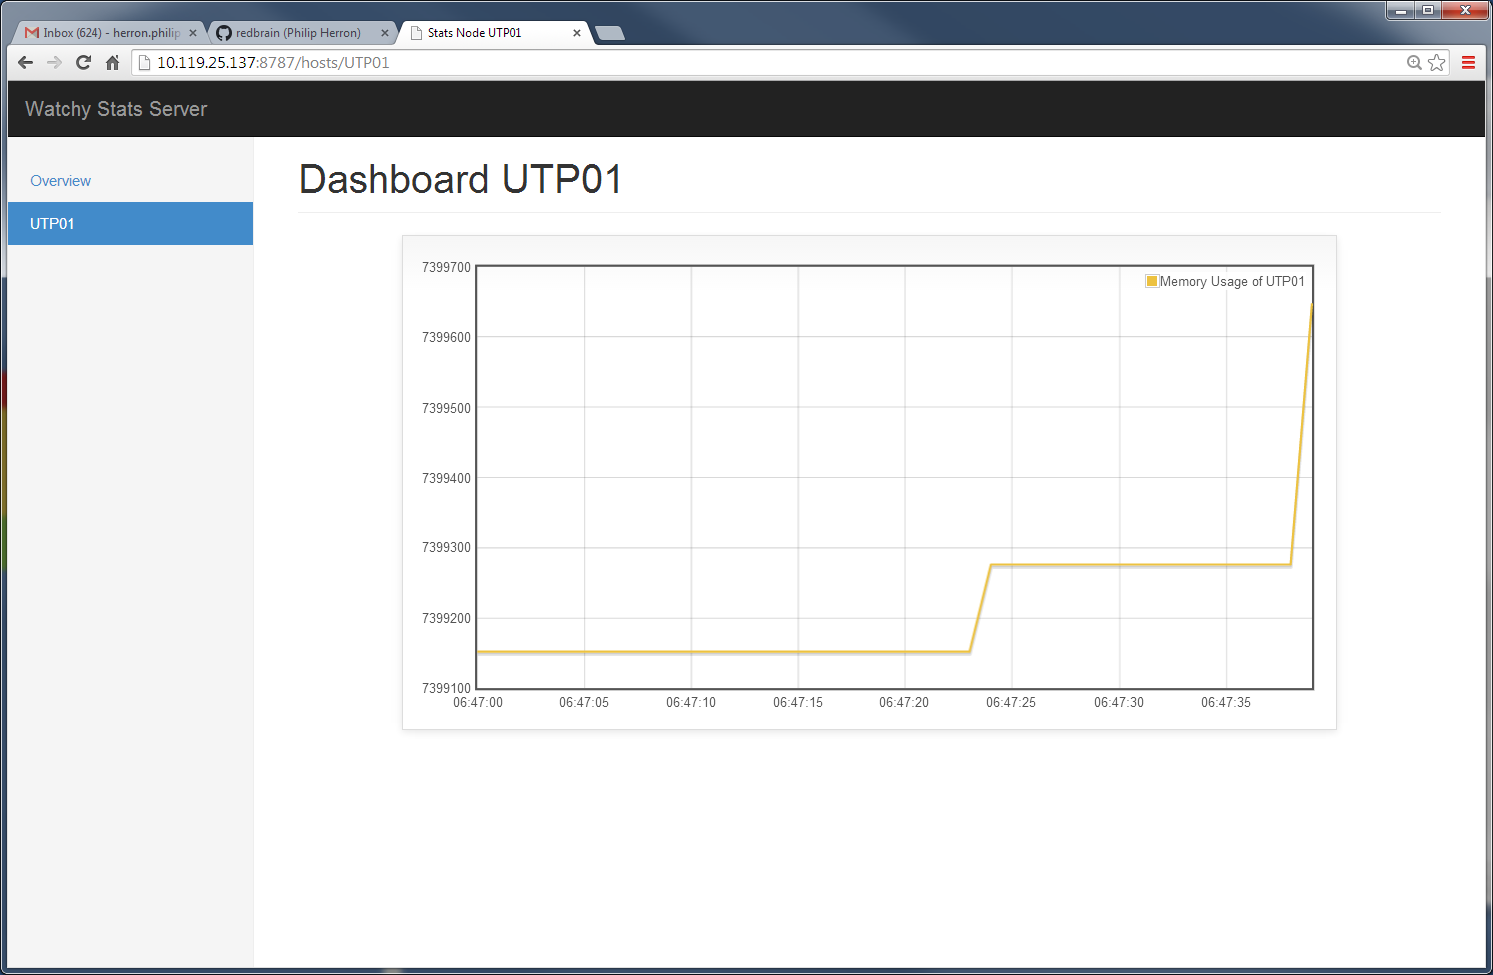 Inbox (624) - herron.philip
redbrain (Philip Herron)
Stats Node UTP01
10.119.25.137:8787/hosts/UTP01
Watchy Stats Server
Overview
UTP01
Dashboard UTP01
Memory Usage of UTP01
7399700
7399600
7399500
7399400
7399300
7399200
7399100
06:47:00 06:47:05 06:47:10 06:47:15 06:47:20 06:47:25 06:47:30 06:47:35